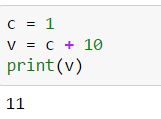 c = 1
v = c + 10
print(v)
11